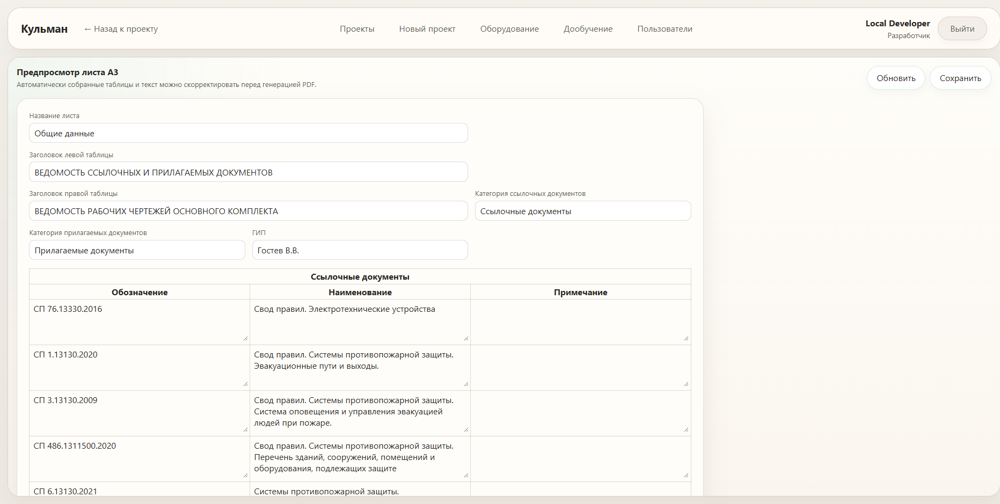 Кульман
← Назад к проекту
Проекты
Новый проект
Оборудование
Дообучение
Пользователи
Local Developer
Разработчик
Выйти
Предпросмотр листа А3
Автоматически собранные таблицы и текст можно скорректировать перед генерацией PDF.
Обновить
Сохранить
Название листа
Общие данные
Заголовок левой таблицы
ВЕДОМОСТЬ ССЫЛОЧНЫХ И ПРИЛАГАЕМЫХ ДОКУМЕНТОВ
Заголовок правой таблицы
ВЕДОМОСТЬ РАБОЧИХ ЧЕРТЕЖЕЙ ОСНОВНОГО КОМПЛЕКТА
Категория ссылочных документов
Ссылочные документы
Категория прилагаемых документов
Прилагаемые документы
ГИП
Гостев В.В.
Ссылочные документы
Обозначение
Наименование
Примечание
СП 76.13330.2016
Свод правил. Электротехнические устройства
СП 1.13130.2020
Свод правил. Системы противопожарной защиты.
Эвакуационные пути и выходы.
СП 3.13130.2009
Свод правил. Системы противопожарной защиты.
Система оповещения и управления эвакуацией
людей при пожаре.
СП 486.1311500.2020
Свод правил. Системы противопожарной защиты.
Перечень зданий, сооружений, помещений и
оборудования, подлежащих защите
СП 6.13130.2021
Системы противопожарной защиты.